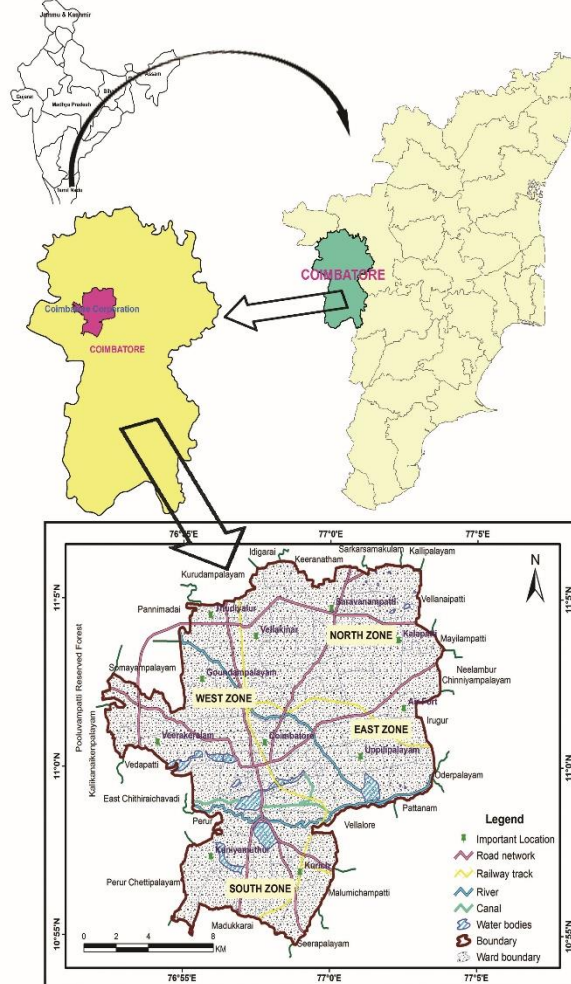 Jammu & Kashmir
Assam
Gujarat
Madhya Pradesh
Tamil Nadu
COIMBATORE
Coimbatore Corporation
COIMBATORE
76°55'E
77°0'E
77°5'E
Idigarai
Keeranatham
Sarkarsamakulam
Kallipalayam
Kurudampalayam
N
11°5'N
11°5'N
Pannimadai
Thudiyalur
Saravanampatti
Vellanaipatti
Vellakinar
NORTH ZONE
Kalapatti
Mayilampatti
Somayampalayam
Goundampalayam
Neelambur
Chinniyampalayam
WEST ZONE
Air Port
Irugur
Pooluvampatti Reserved Forest
Kalikanaikenpalayam
Veerakeralam
Coimbatore
EAST ZONE
Uppilipalayam
11°0'N
11°0'N
Vedapatti
Oderpalayam
East Chithiraichavadi
Pattanam
Perur
Vellalore
Legend
Important Location
Road network
Railway track
River
Canal
Water bodies
Boundary
Ward boundary
Kuniyamuthur
Kurichi
Perur Chettipalayam
SOUTH ZONE
Malumichampatti
Madukkarai
Seerapalayam
10°55'N
10°55'N
8 4 0 8
KM
76°55'E
77°0'E
77°5'E